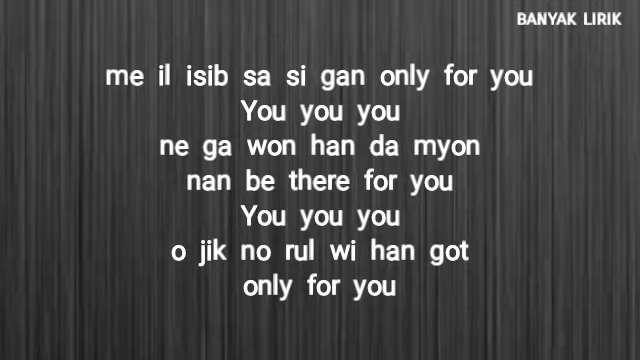 BANYAK LIRIK
me il isib sa si gan only for you
You you you
ne ga won han da myon
nan be there for you
You you you
o jik no rul wi han got
only for you